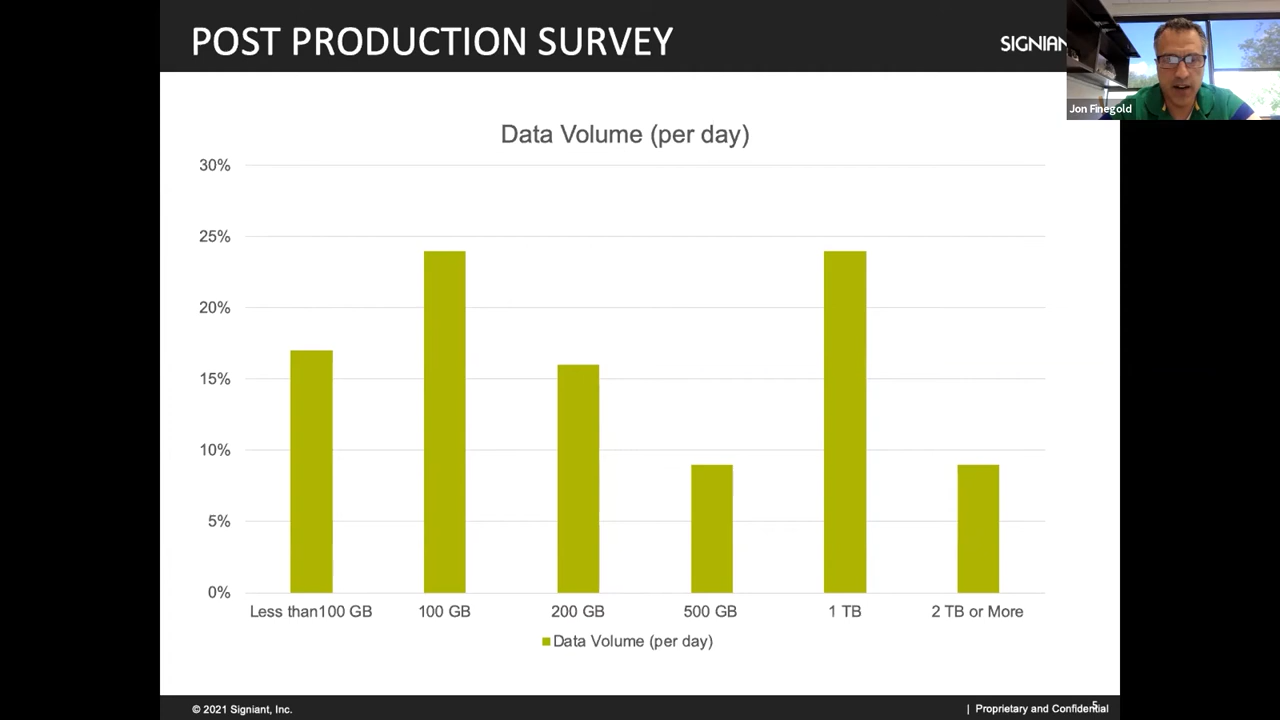 POST PRODUCTION SURVEY
SIGNIAN
Jon Finegold
Data Volume (per day)
30%
25%
20%
15%
10%
5%
0%
Less than100 GB 100 GB 200 GB 500 GB 1 TB 2 TB or More
Data Volume (per day)
© 2021 Signiant, Inc. | Proprietary and Confidential 5